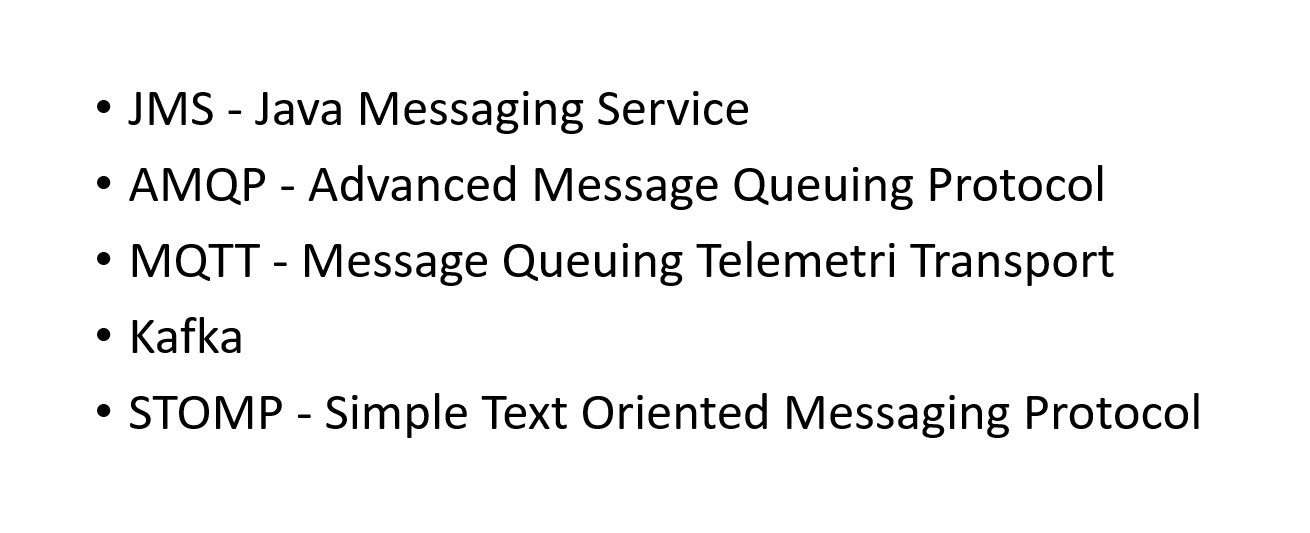 • JMS - Java Messaging Service
• AMQP - Advanced Message Queuing Protocol
• MQTT - Message Queuing Telemetri Transport
• Kafka
• STOMP - Simple Text Oriented Messaging Protocol